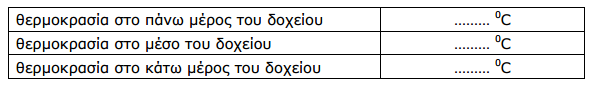 θερμοκρασία στο πάνω μέρος του δοχείου ......... ⁰C
θερμοκρασία στο μέσο του δοχείου ......... ⁰C
θερμοκρασία στο κάτω μέρος του δοχείου ......... ⁰C